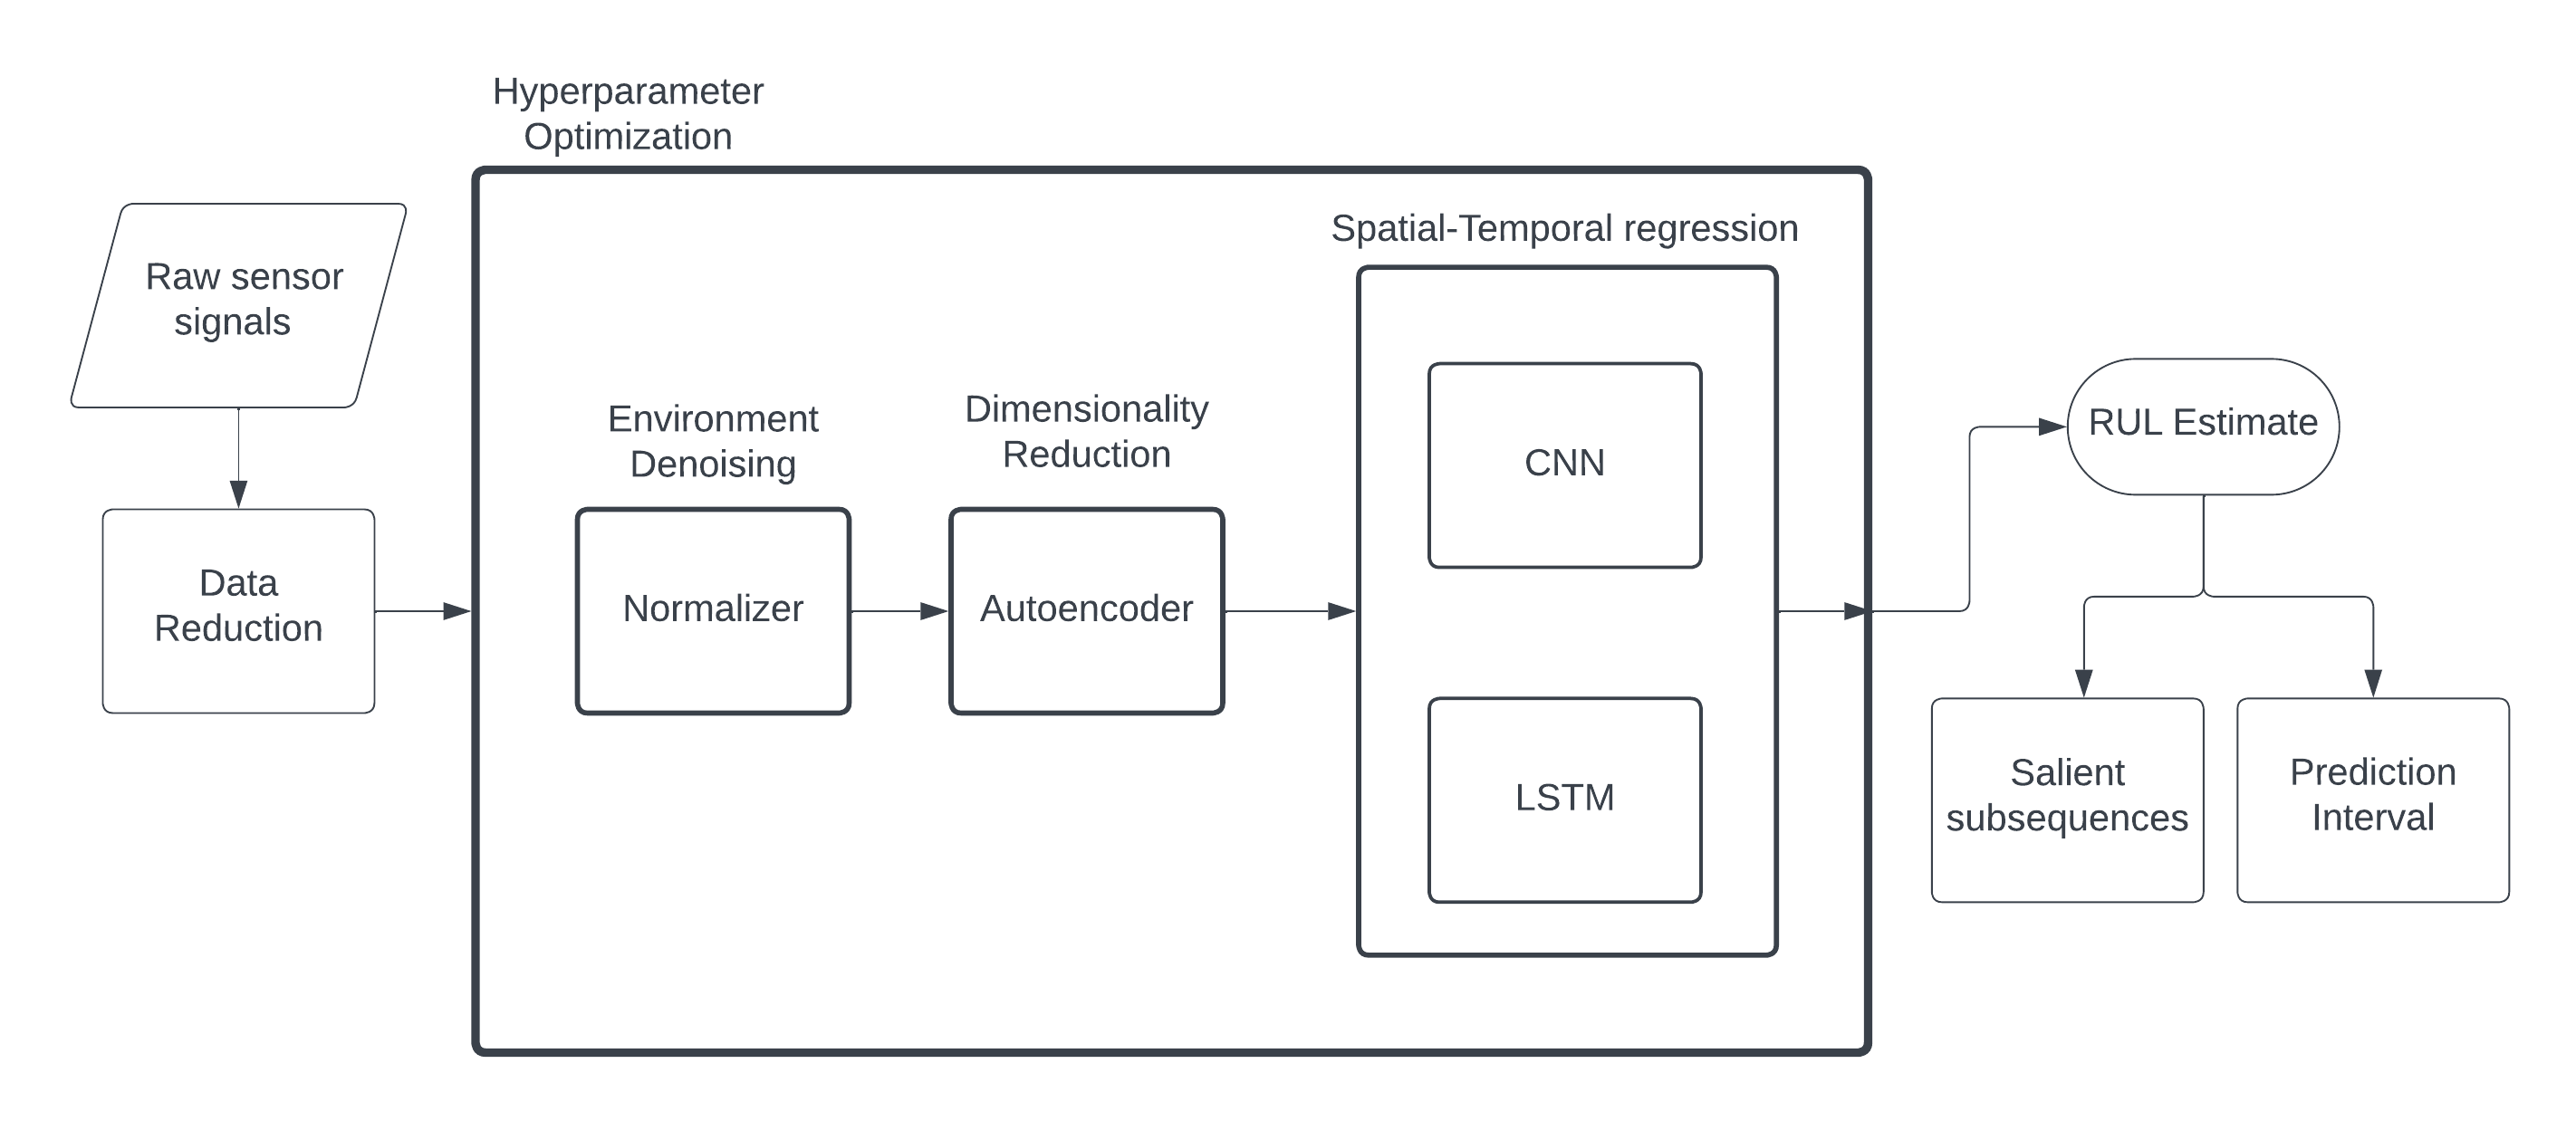 Hyperparameter
Optimization
Raw sensor
signals
Data
Reduction
Environment
Denoising
Normalizer
Dimensionality
Reduction
Autoencoder
Spatial-Temporal regression
CNN
LSTM
RUL Estimate
Salient
subsequences
Prediction
Interval